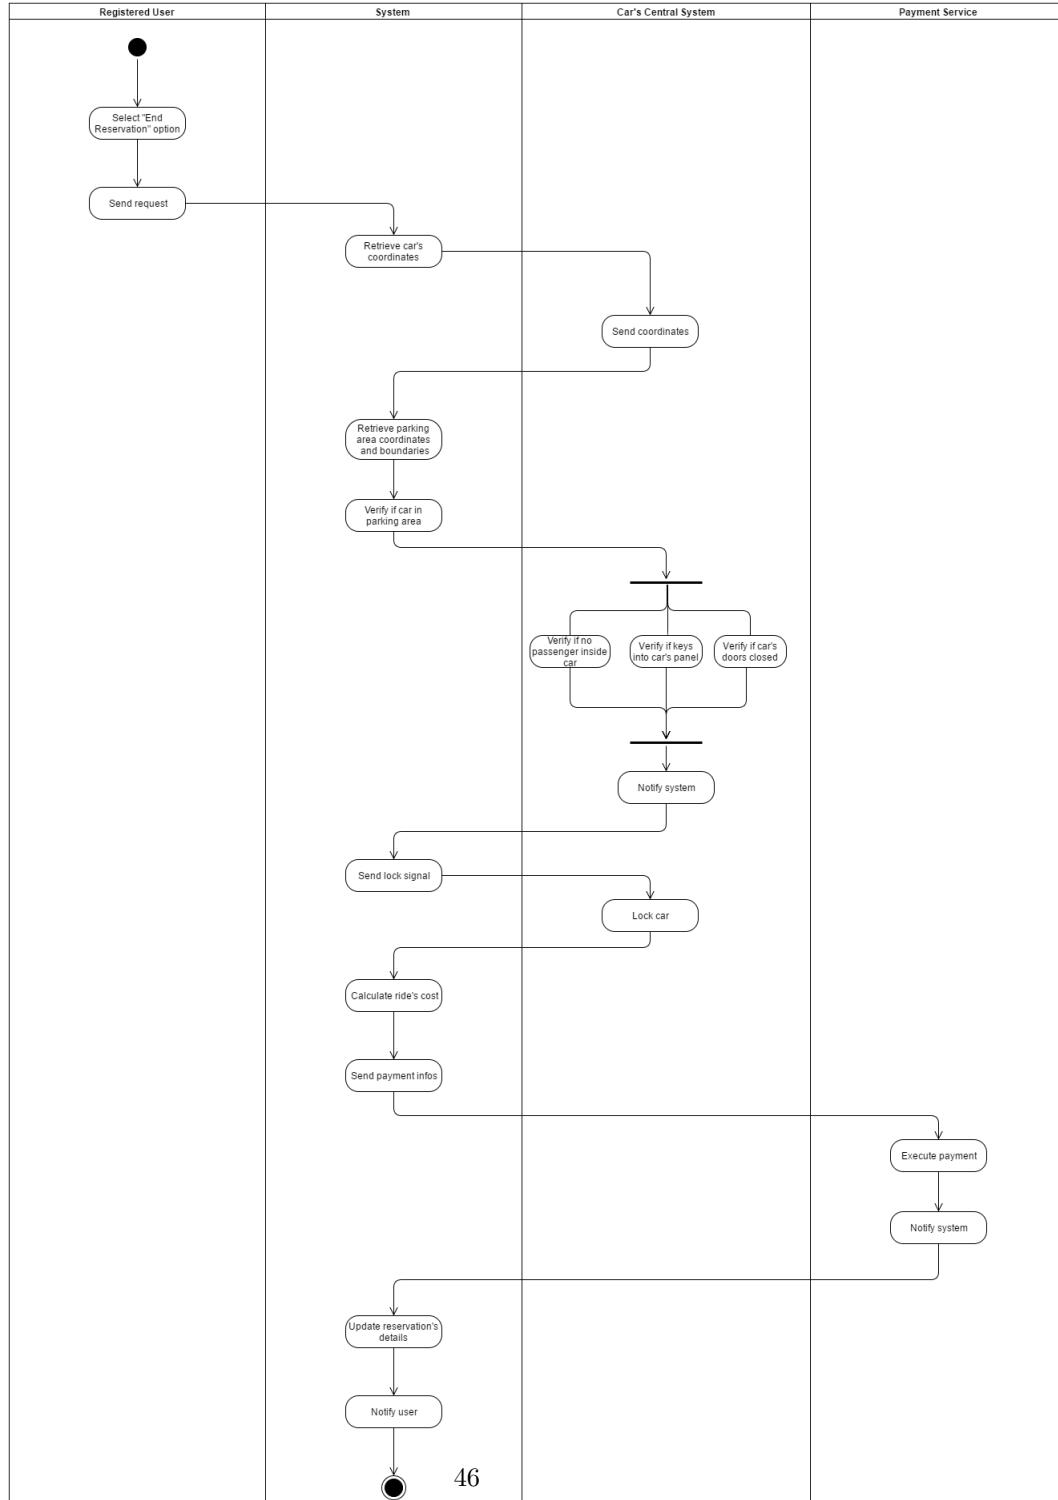 Registered User
System
Car's Central System
Payment Service
Select "End
Reservation" option
Send request
Retrieve car's
coordinates
Send coordinates
Retrieve parking
area coordinates
and boundaries
Verify if car in
parking area
Verify if no
passenger inside
car
Verify if keys
into car's panel
Verify if car's
doors closed
Notify system
Send lock signal
Lock car
Calculate ride's cost
Send payment infos
Execute payment
Notify system
Update reservation's
details
Notify user
46